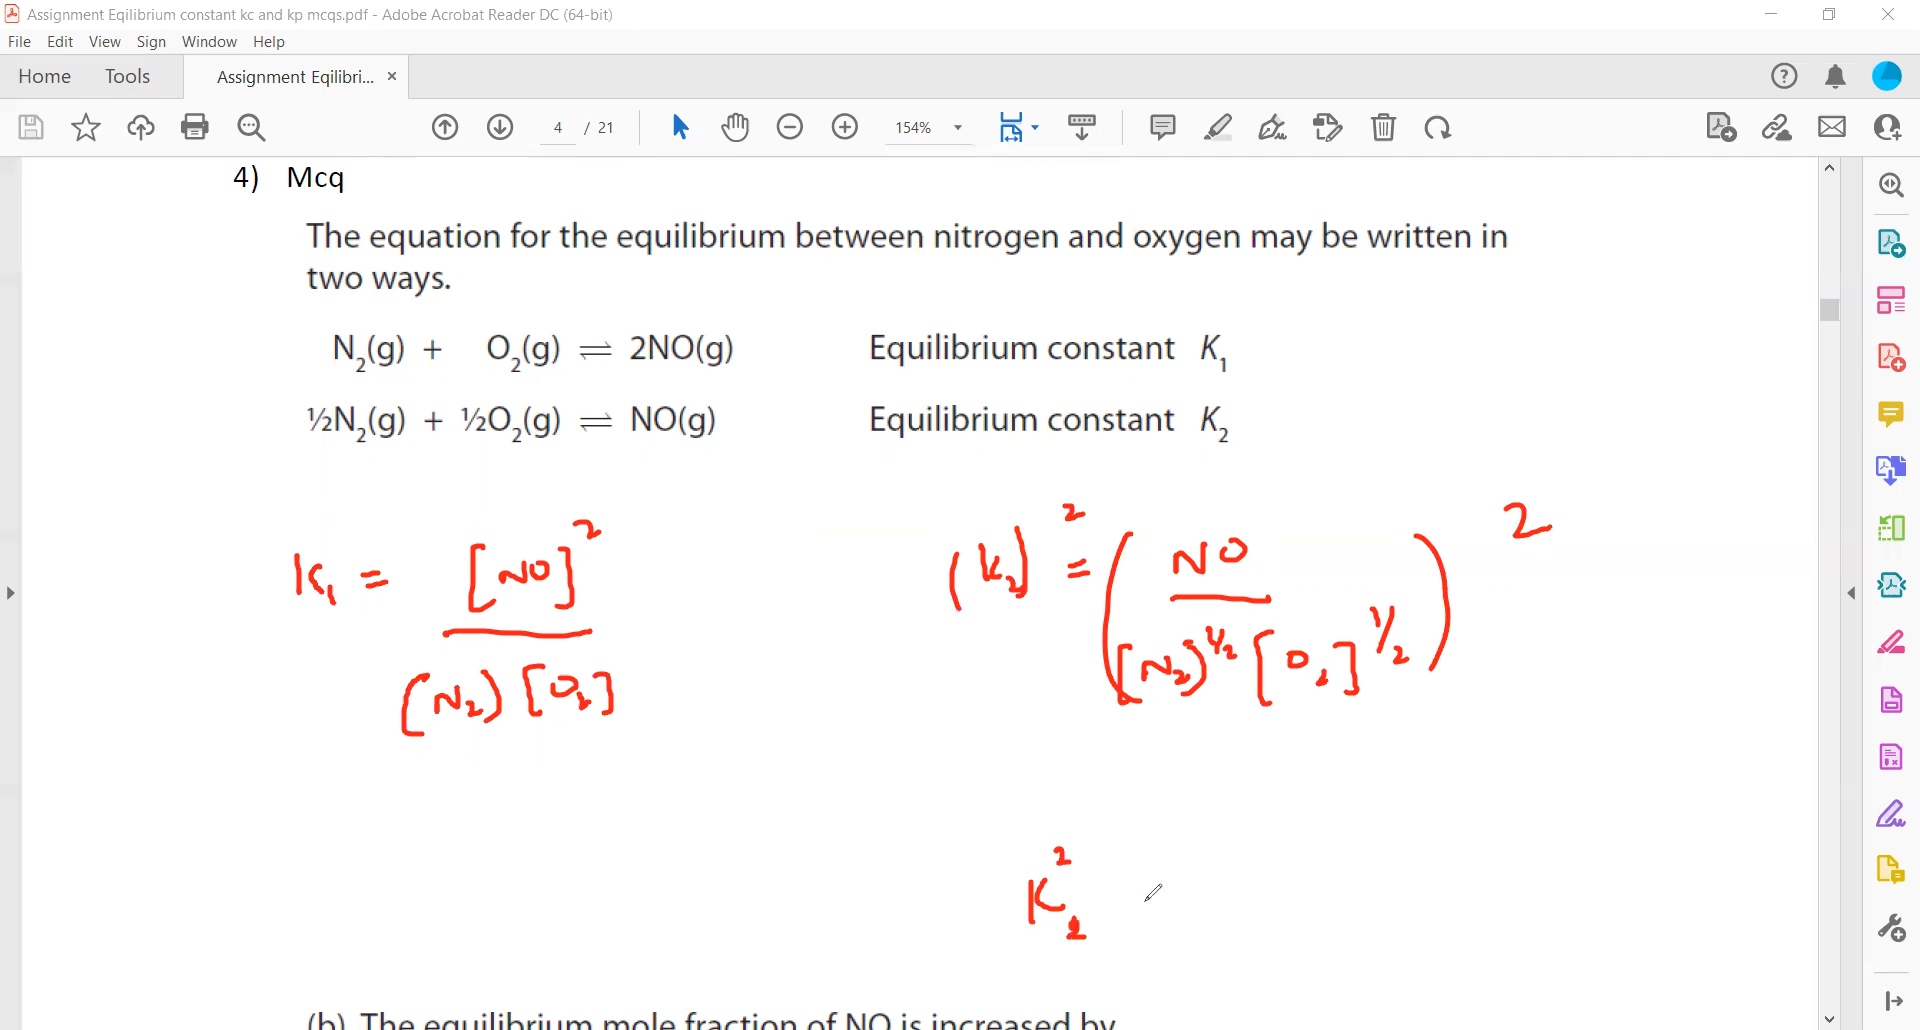 Assignment Eqilibrium constant kc and kp mcqs.pdf - Adobe Acrobat Reader DC (64-bit)
File Edit View Sign Window Help
Home Tools Assignment Eqilibri... ×
4 / 21 154%
4) Mcq
The equation for the equilibrium between nitrogen and oxygen may be written in
two ways.
N₂(g) + O₂(g) ⇌ 2NO(g) Equilibrium constant K₁
½N₂(g) + ½O₂(g) ⇌ NO(g) Equilibrium constant K₂
K₁ = [NO]² / (N₂) [O₂]
(K₂)² = (NO / [N₂)^½ [O₂]^½)²
K₂²
(b) The equilibrium mole fraction of NO is increased by